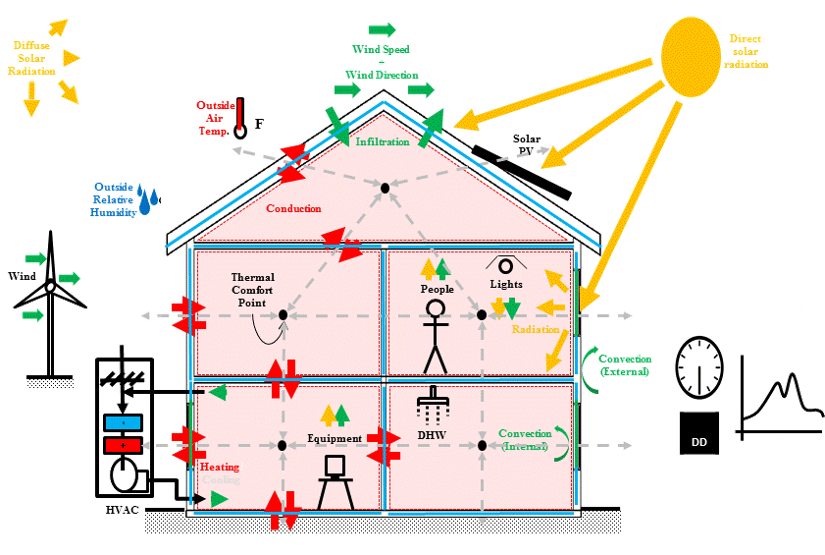 Diffuse
Solar
Radiation
Wind Speed
–
Wind Direction
Direct
solar
radiation
Outside
Air
Temp.
F
Infiltration
Solar
PV
Outside
Relative
Humidity
Conduction
Wind
Thermal
Comfort
Point
People
Lights
Radiation
Convection
(External)
Equipment
DHW
Convection
(Internal)
Heating
Cooling
HVAC
DD